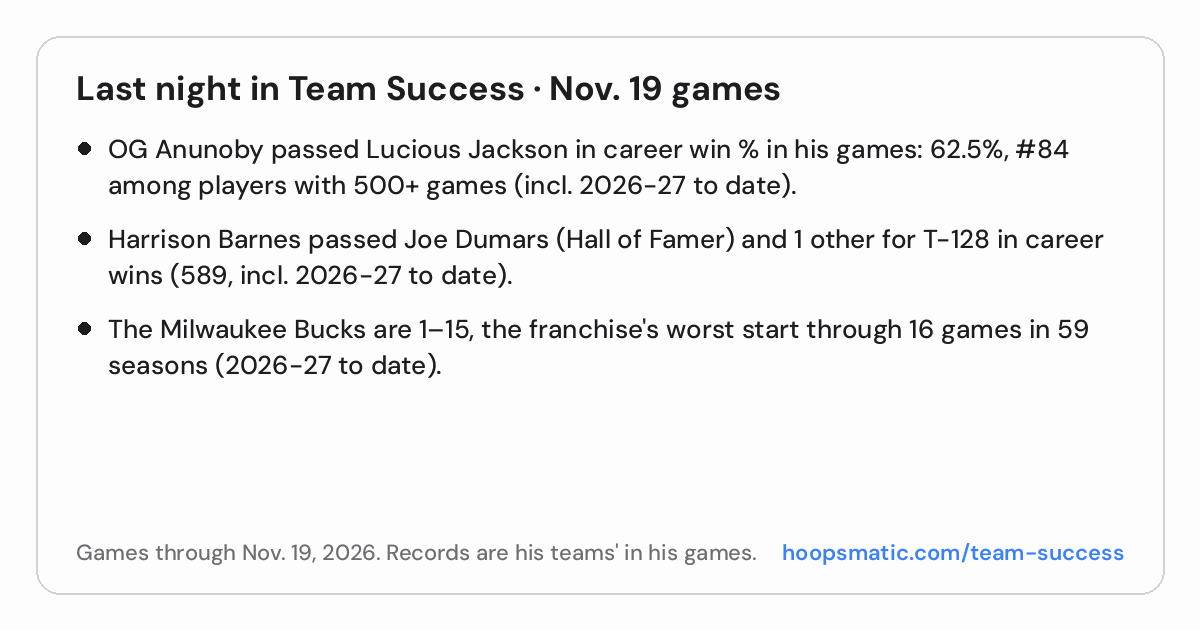 Last night in Team Success · Nov. 19 games
● OG Anunoby passed Lucious Jackson in career win % in his games: 62.5%, #84
among players with 500+ games (incl. 2026-27 to date).
● Harrison Barnes passed Joe Dumars (Hall of Famer) and 1 other for T-128 in career
wins (589, incl. 2026-27 to date).
● The Milwaukee Bucks are 1–15, the franchise's worst start through 16 games in 59
seasons (2026-27 to date).
Games through Nov. 19, 2026. Records are his teams' in his games. hoopsmatic.com/team-success